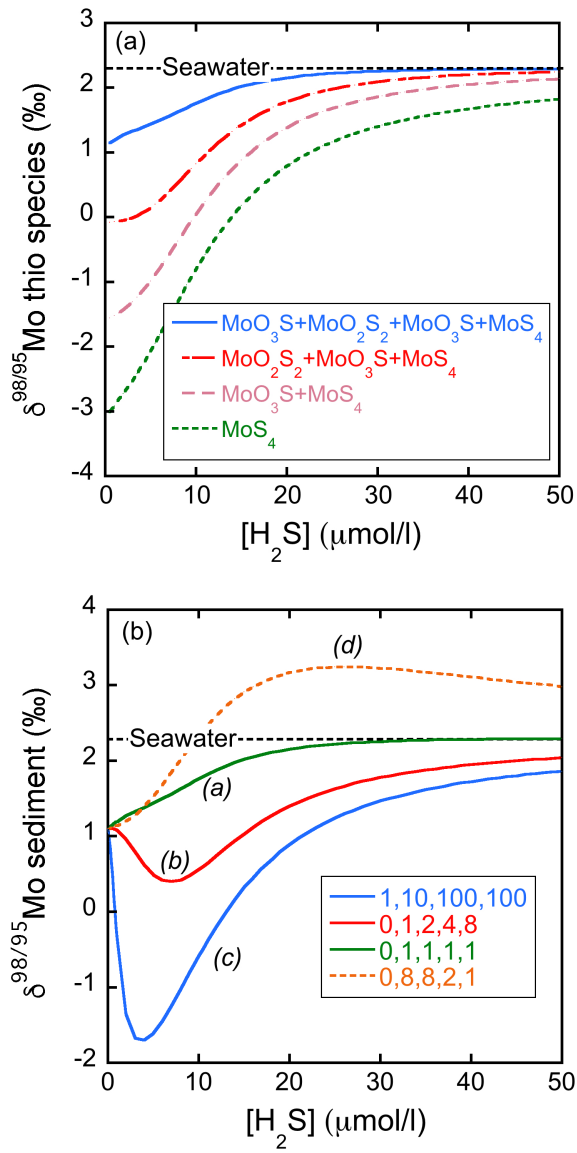 (a)
3
2
1
0
-1
-2
-3
-4
Seawater
δ98/95Mo thio species (‰)
MoO3S+MoO2S2+MoO3S+MoS4
MoO2S2+MoO3S+MoS4
MoO3S+MoS4
MoS4
0 10 20 30 40 50
[H2S] (μmol/l)
(b)
4
3
2
1
0
-1
-2
Seawater
δ98/95Mo sediment (‰)
(d)
(a)
(b)
(c)
1,10,100,100
0,1,2,4,8
0,1,1,1,1
0,8,8,2,1
0 10 20 30 40 50
[H2S] (μmol/l)